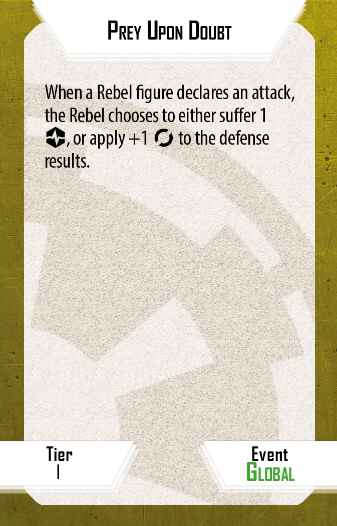 Prey Upon Doubt
When a Rebel figure declares an attack,
the Rebel chooses to either suffer 1
, or apply +1 to the defense
results.
Tier
I
Event
Global